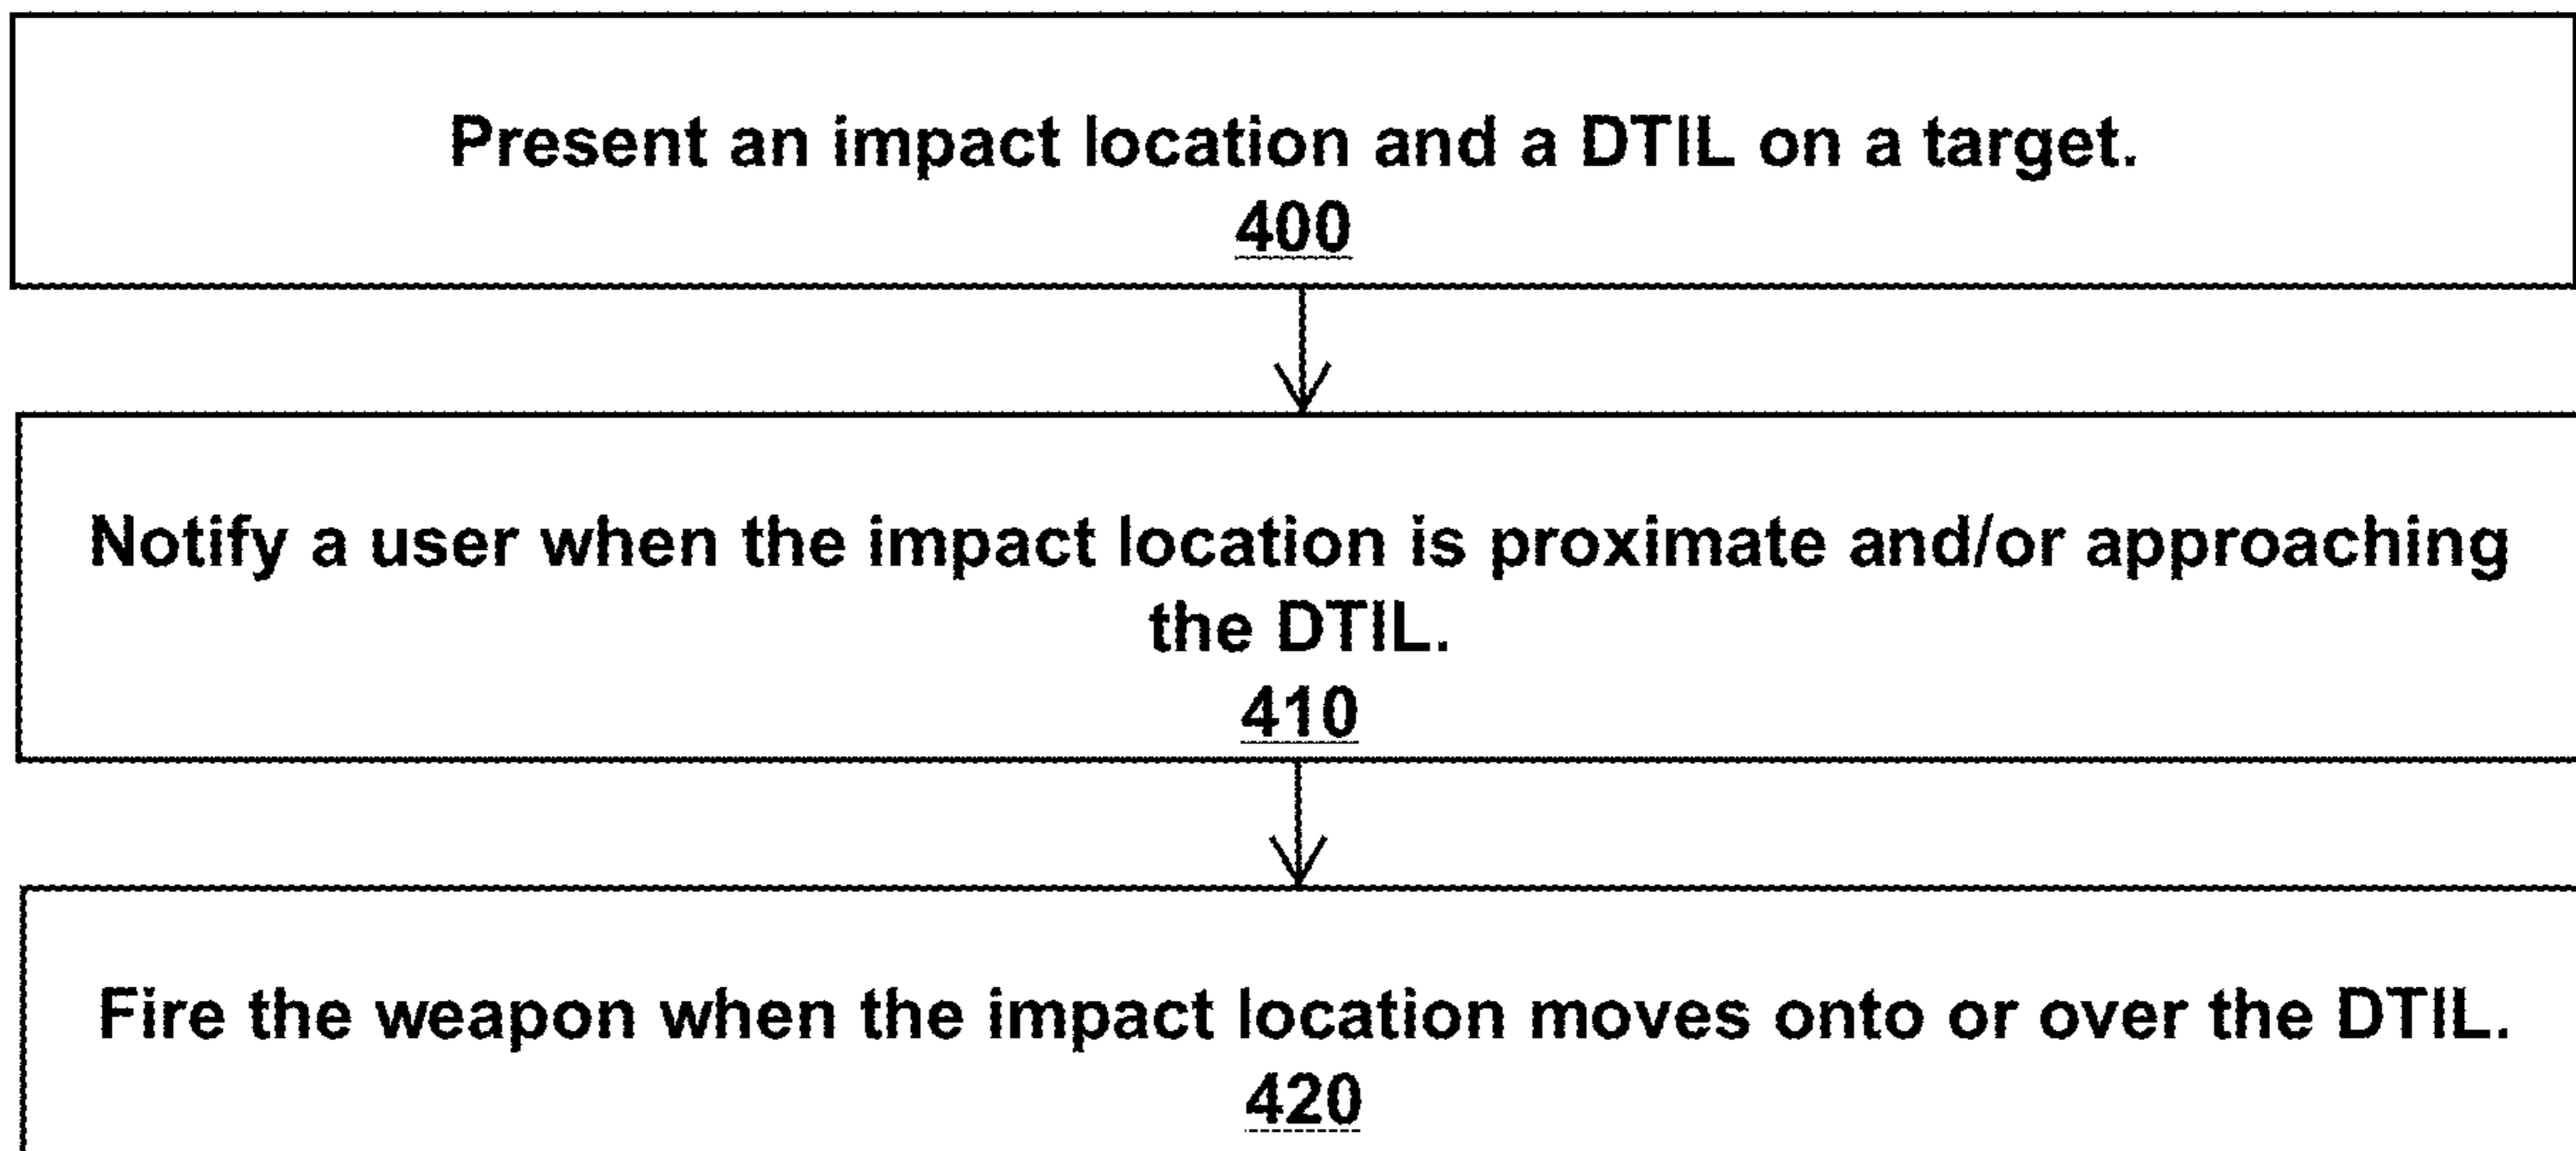 Present an impact location and a DTIL on a target.
400
Notify a user when the impact location is proximate and/or approaching
the DTIL.
410
Fire the weapon when the impact location moves onto or over the DTIL.
420